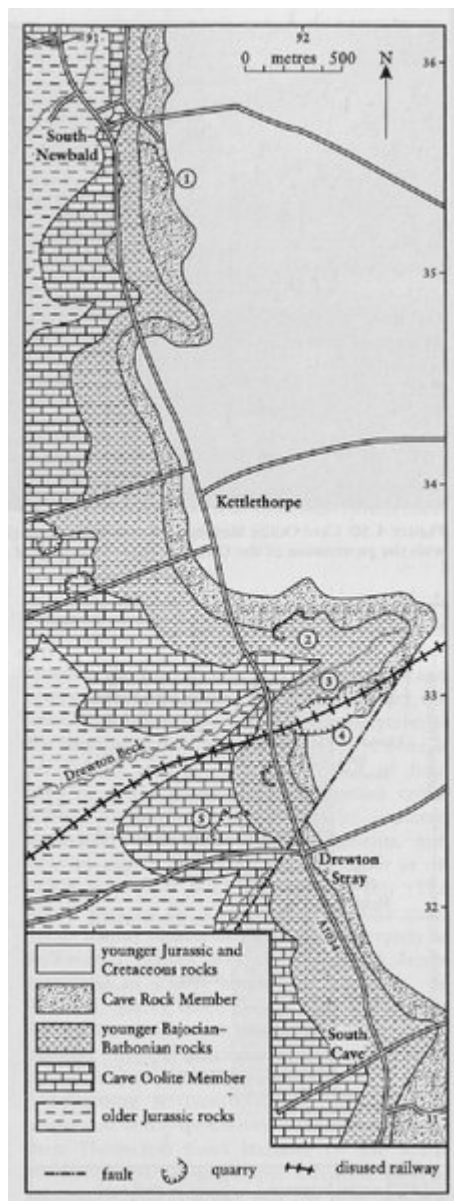 91
92
0 metres 500
N
36
South
Newbald
1
35
34
Kettlethorpe
2
3
33
4
Drewton Beck
5
Drewton
Stray
32
A1034
younger Jurassic and
Cretaceous rocks
Cave Rock Member
younger Bajocian–
Bathonian rocks
Cave Oolite Member
older Jurassic rocks
South
Cave
31
fault
quarry
disused railway